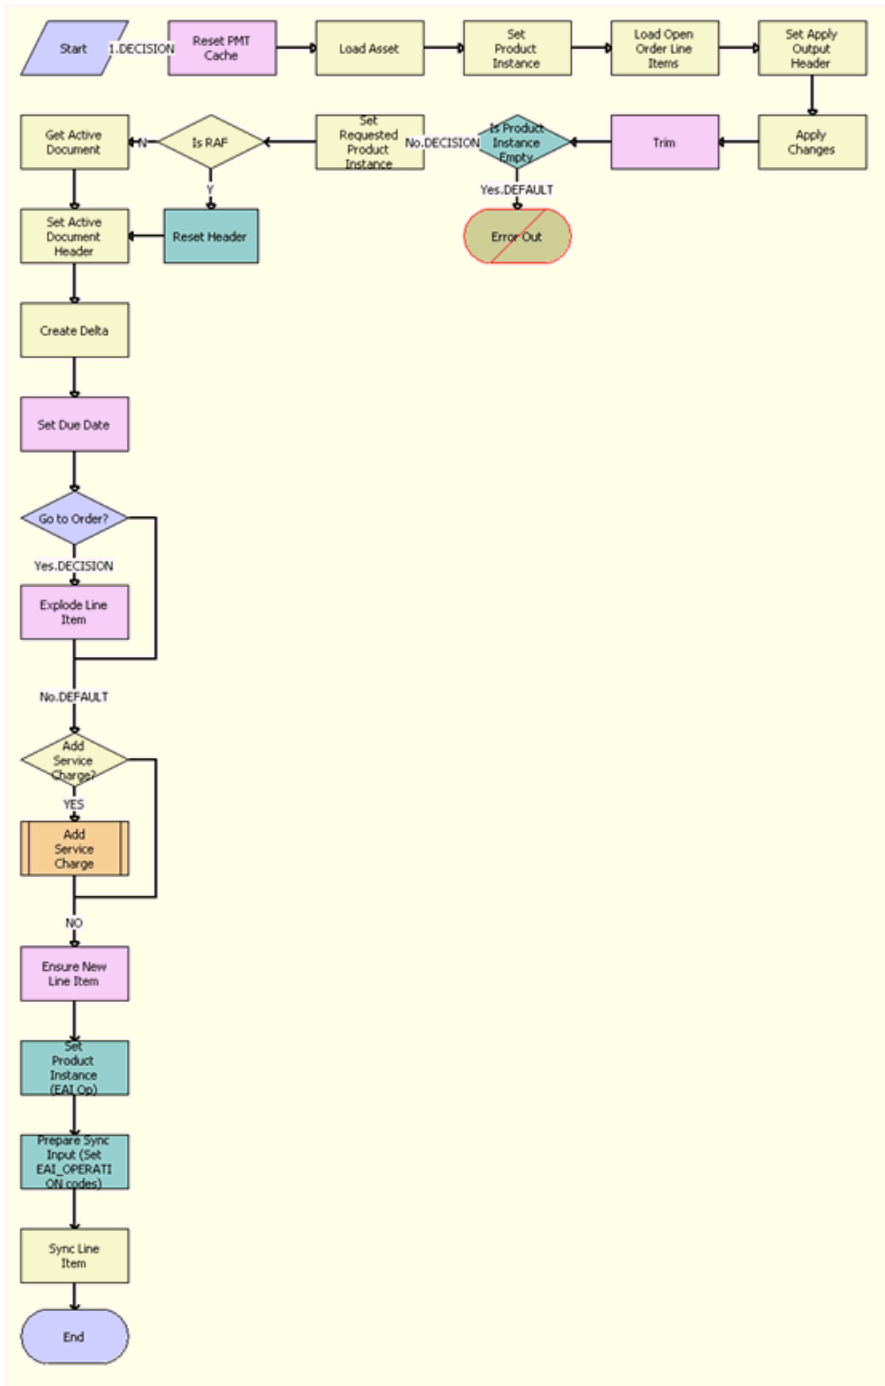 Start
1.DECISION
Reset PMT
Cache
Load Asset
Set
Product
Instance
Load Open
Order Line
Items
Set Apply
Output
Header
Get Active
Document
N
Is RAF
Set
Requested
Product
Instance
No.DECISION
Is Product
Instance
Empty
Trim
Apply
Changes
Y
Yes.DEFAULT
Set Active
Document
Header
Reset Header
Error Out
Create Delta
Set Due Date
Go to Order?
Yes.DECISION
Explode Line
Item
No.DEFAULT
Add
Service
Charge?
YES
Add
Service
Charge
NO
Ensure New
Line Item
Set
Product
Instance
(EAI Op)
Prepare Sync
Input (Set
EAI_OPERATI
ON codes)
Sync Line
Item
End